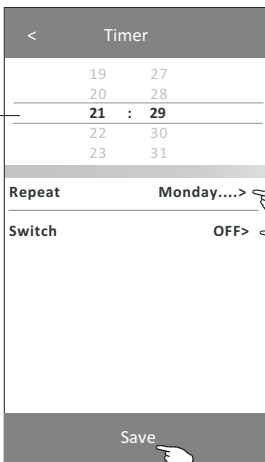 < Timer
19 27
20 28
21 : 29
22 30
23 31
Repeat Monday....>
Switch OFF>
Save